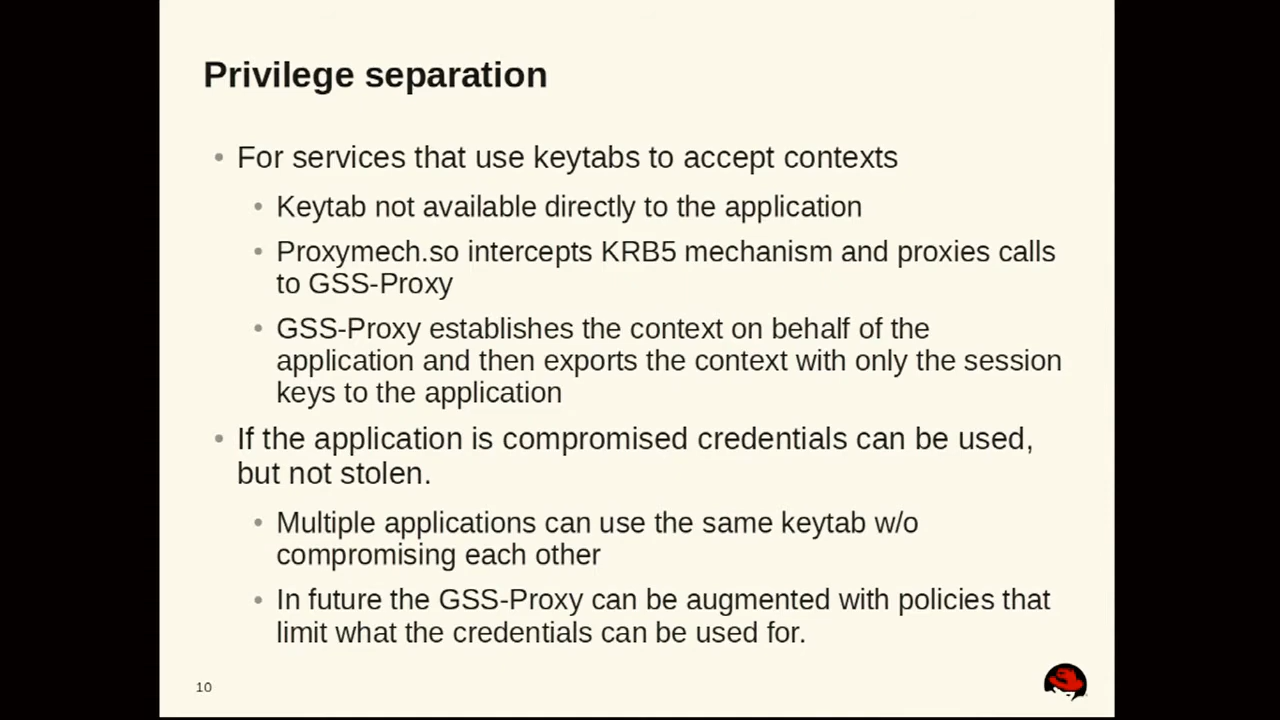 Privilege separation
• For services that use keytabs to accept contexts
• Keytab not available directly to the application
• Proxymech.so intercepts KRB5 mechanism and proxies calls
to GSS-Proxy
• GSS-Proxy establishes the context on behalf of the
application and then exports the context with only the session
keys to the application
• If the application is compromised credentials can be used,
but not stolen.
• Multiple applications can use the same keytab w/o
compromising each other
• In future the GSS-Proxy can be augmented with policies that
limit what the credentials can be used for.
10